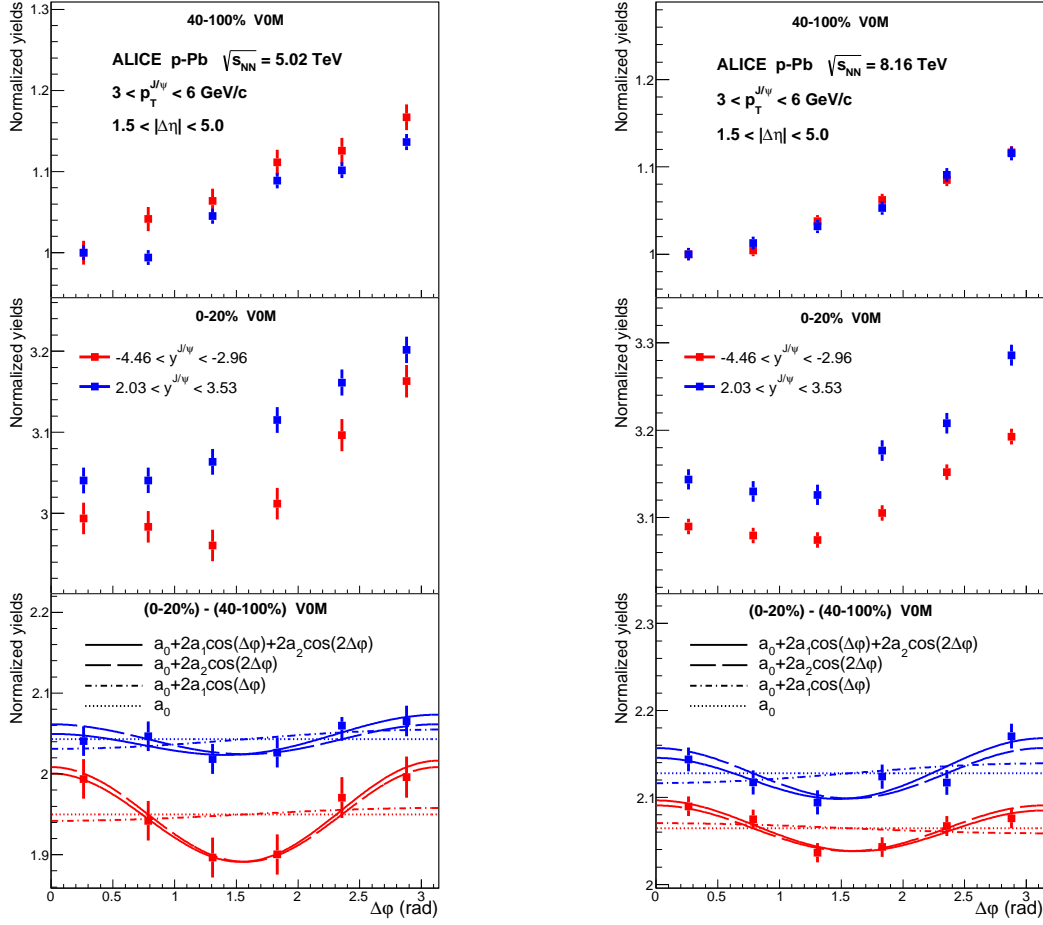 Normalized yields
1.3
1.2
1.1
1
40-100% V0M
ALICE p-Pb √s_NN = 5.02 TeV
3 < p_T^J/ψ < 6 GeV/c
1.5 < |Δη| < 5.0
Normalized yields
3.2
3.1
3
0-20% V0M
-4.46 < y^J/ψ < -2.96
2.03 < y^J/ψ < 3.53
Normalized yields
2.2
2.1
2
1.9
(0-20%) - (40-100%) V0M
a_0+2a_1cos(Δφ)+2a_2cos(2Δφ)
a_0+2a_2cos(2Δφ)
a_0+2a_1cos(Δφ)
a_0
0 0.5 1 1.5 2 2.5 3
Δφ (rad)
Normalized yields
1.2
1.1
1
40-100% V0M
ALICE p-Pb √s_NN = 8.16 TeV
3 < p_T^J/ψ < 6 GeV/c
1.5 < |Δη| < 5.0
Normalized yields
3.3
3.2
3.1
0-20% V0M
-4.46 < y^J/ψ < -2.96
2.03 < y^J/ψ < 3.53
Normalized yields
2.3
2.2
2.1
2
(0-20%) - (40-100%) V0M
a_0+2a_1cos(Δφ)+2a_2cos(2Δφ)
a_0+2a_2cos(2Δφ)
a_0+2a_1cos(Δφ)
a_0
0 0.5 1 1.5 2 2.5 3
Δφ (rad)